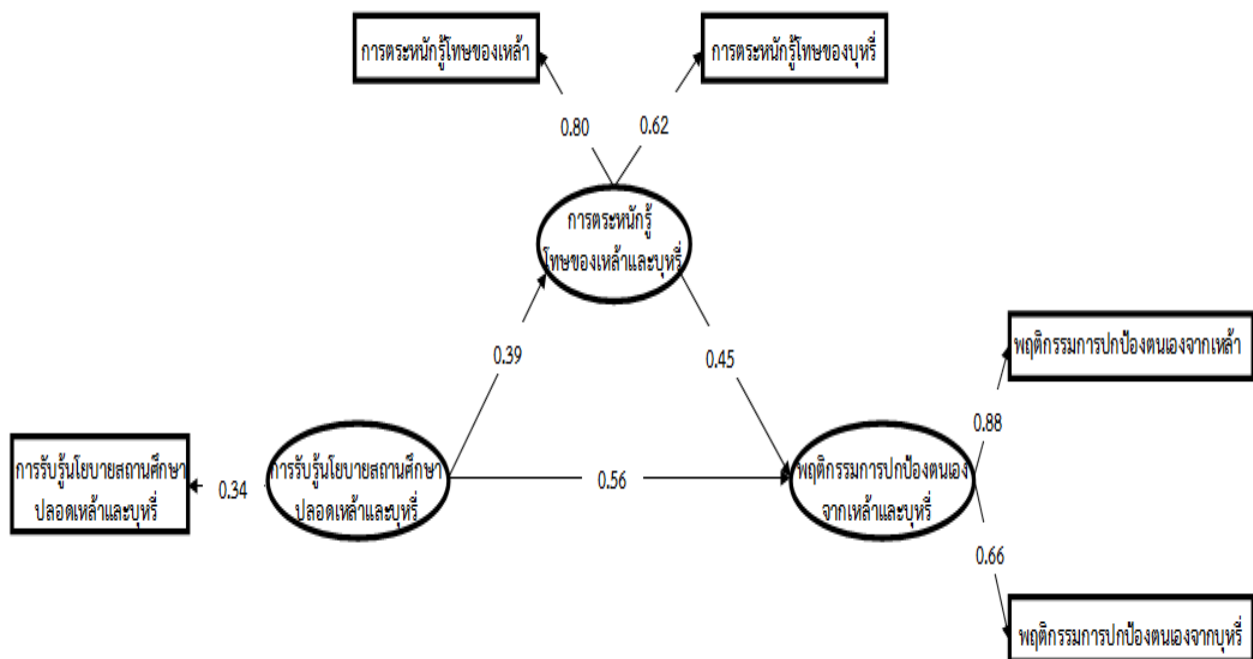 การตระหนักรู้โทษของเหล้า
การตระหนักรู้โทษของบุหรี่
0.80
0.62
การตระหนักรู้
โทษของเหล้าและบุหรี่
0.39
0.45
พฤติกรรมการปกป้องตนเองจากเหล้า
0.88
การรับรู้นโยบายสถานศึกษา
ปลอดเหล้าและบุหรี่
0.34
การรับรู้นโยบายสถานศึกษา
ปลอดเหล้าและบุหรี่
0.56
พฤติกรรมการปกป้องตนเอง
จากเหล้าและบุหรี่
0.66
พฤติกรรมการปกป้องตนเองจากบุหรี่